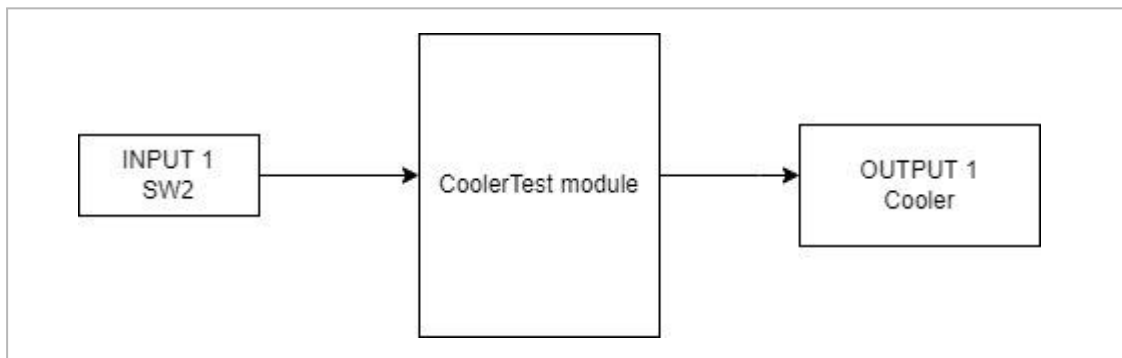 INPUT 1
SW2
CoolerTest module
OUTPUT 1
Cooler